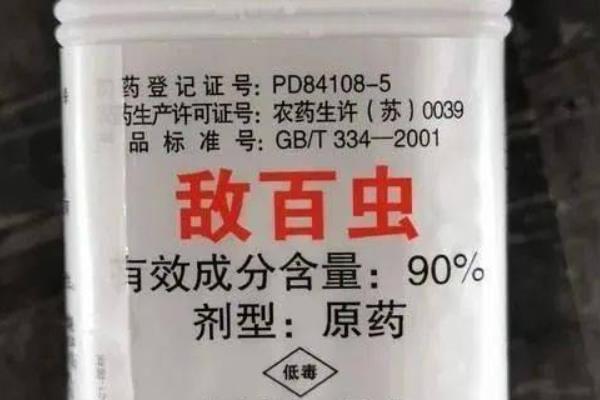 药登记证号：PD84108-5
药生产许可证号：农药生许（苏）0039
品标准号：GB/T 334—2001
敌百虫
有效成分含量：90%
剂型：原药
低毒